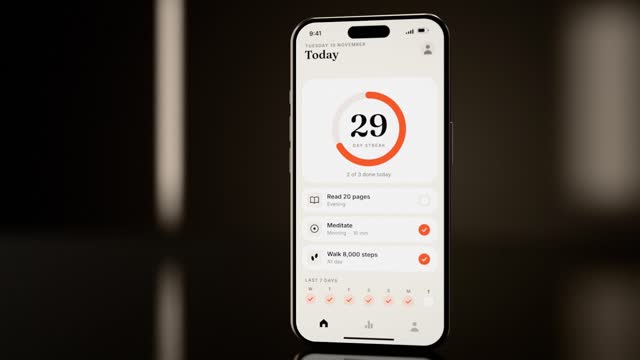 9:41
TUESDAY 10 NOVEMBER
Today
29
DAY STREAK
2 of 3 done today
Read 20 pages
Evening
Meditate
Morning · 10 min
Walk 8,000 steps
All day
LAST 7 DAYS
W T F S S M T